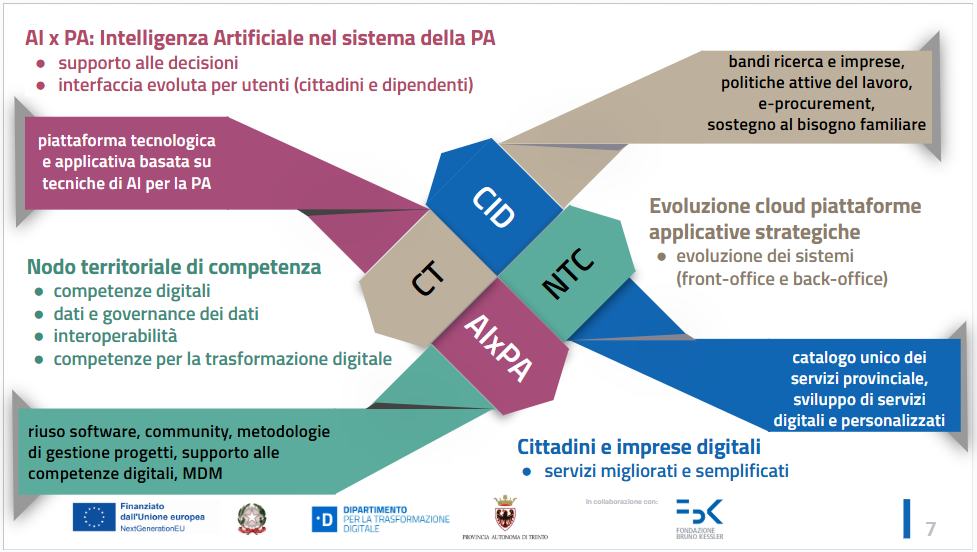 AI x PA: Intelligenza Artificiale nel sistema della PA
● supporto alle decisioni
● interfaccia evoluta per utenti (cittadini e dipendenti)
piattaforma tecnologica
e applicativa basata su
tecniche di AI per la PA
bandi ricerca e imprese,
politiche attive del lavoro,
e-procurement,
sostegno al bisogno familiare
CID
CT
NTC
AIxPA
Evoluzione cloud piattaforme
applicative strategiche
● evoluzione dei sistemi
(front-office e back-office)
Nodo territoriale di competenza
● competenze digitali
● dati e governance dei dati
● interoperabilità
● competenze per la trasformazione digitale
catalogo unico dei
servizi provinciale,
sviluppo di servizi
digitali e personalizzati
riuso software, community, metodologie
di gestione progetti, supporto alle
competenze digitali, MDM
Cittadini e imprese digitali
● servizi migliorati e semplificati
Finanziato
dall'Unione europea
NextGenerationEU
D
DIPARTIMENTO
PER LA TRASFORMAZIONE
DIGITALE
PROVINCIA AUTONOMA DI TRENTO
In collaborazione con:
FBK
FONDAZIONE
BRUNO KESSLER
7